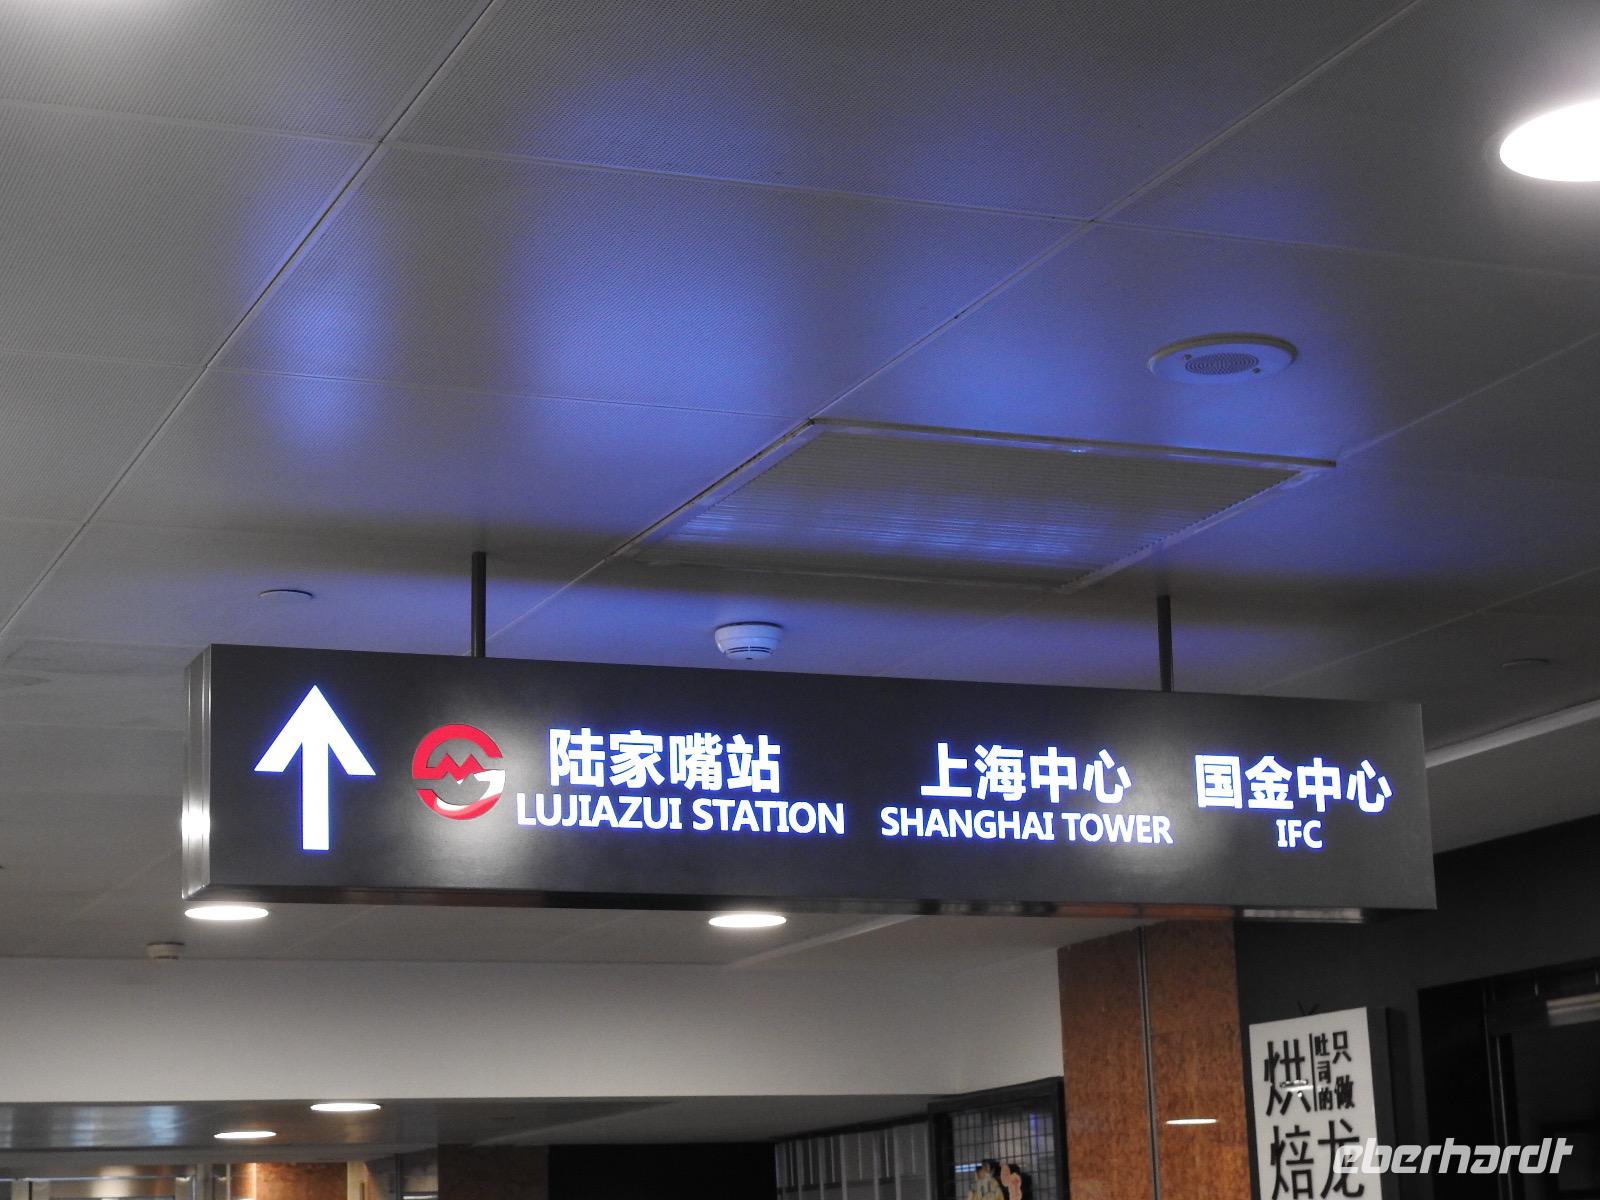 陆家嘴站
LUJIAZUI STATION
上海中心
SHANGHAI TOWER
国金中心
IFC
只做
吐司的
烘焙
龙
eberhardt